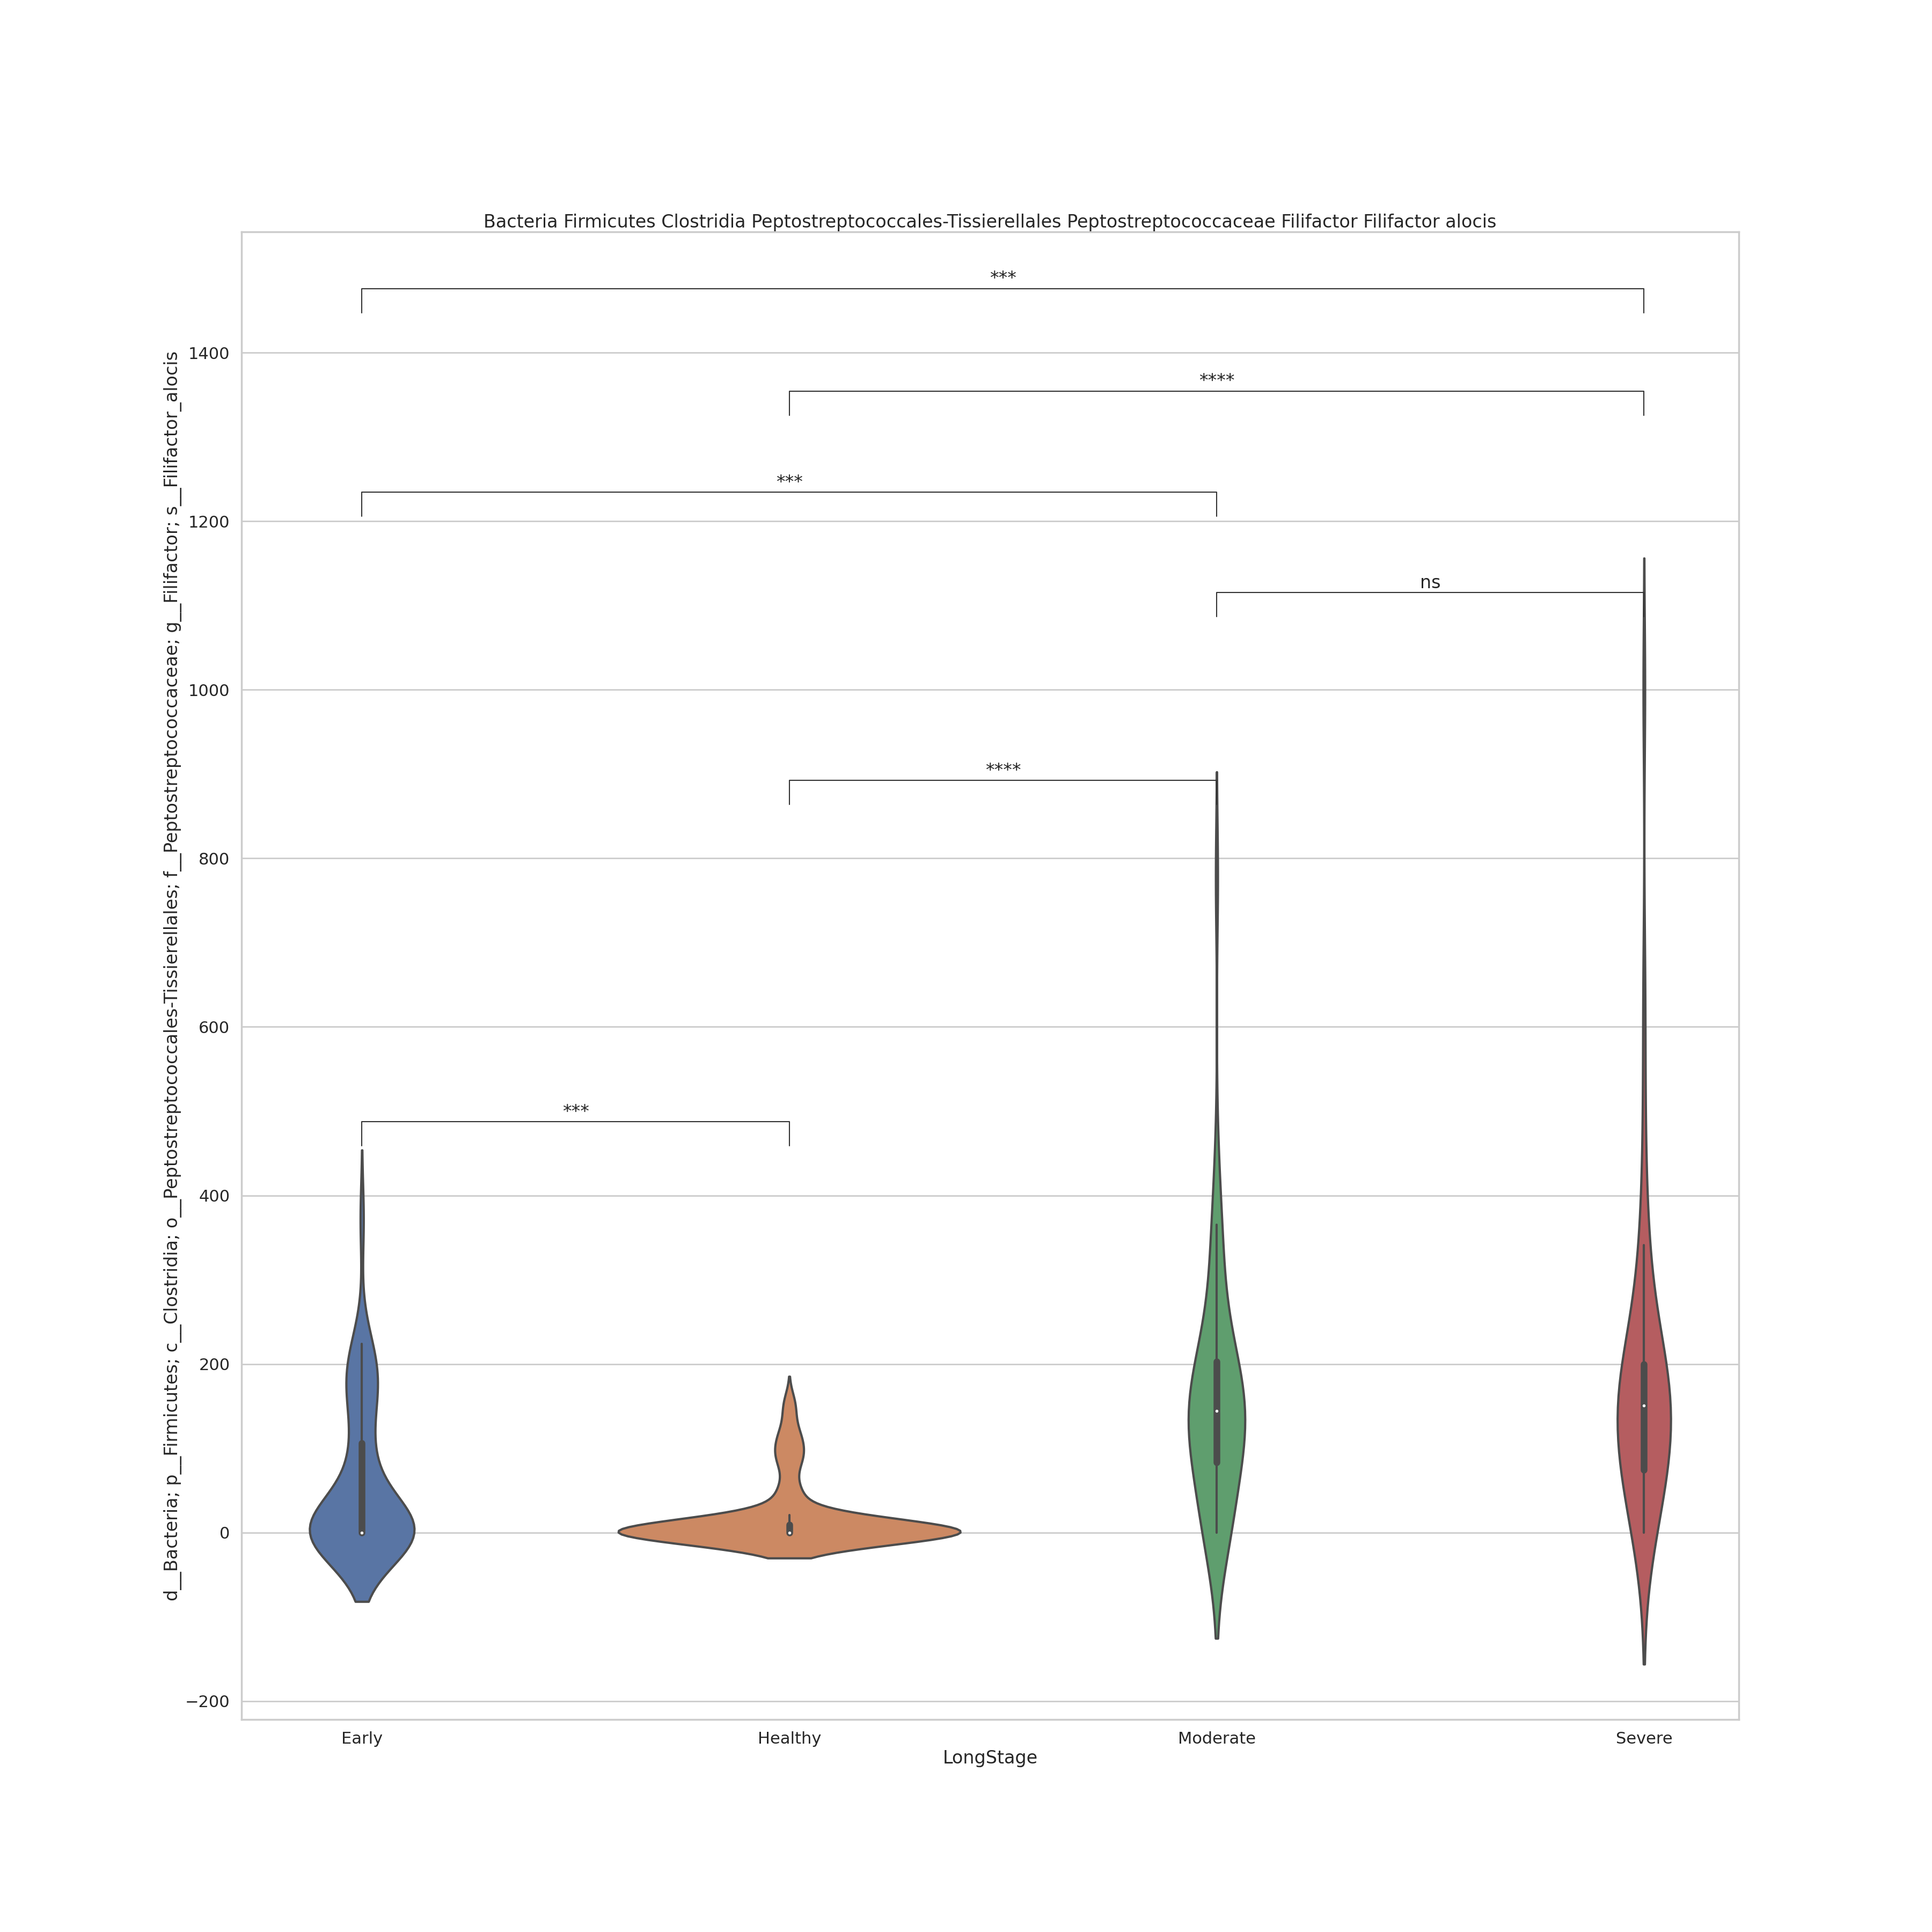 Bacteria Firmicutes Clostridia Peptostreptococcales-Tissierellales Peptostreptococcaceae Filifactor Filifactor alocis
d__Bacteria; p__Firmicutes; c__Clostridia; o__Peptostreptococcales-Tissierellales; f__Peptostreptococcaceae; g__Filifactor; s__Filifactor_alocis
***
1400
****
***
1200
ns
1000
****
800
600
***
400
200
0
−200
Early Healthy Moderate Severe
LongStage